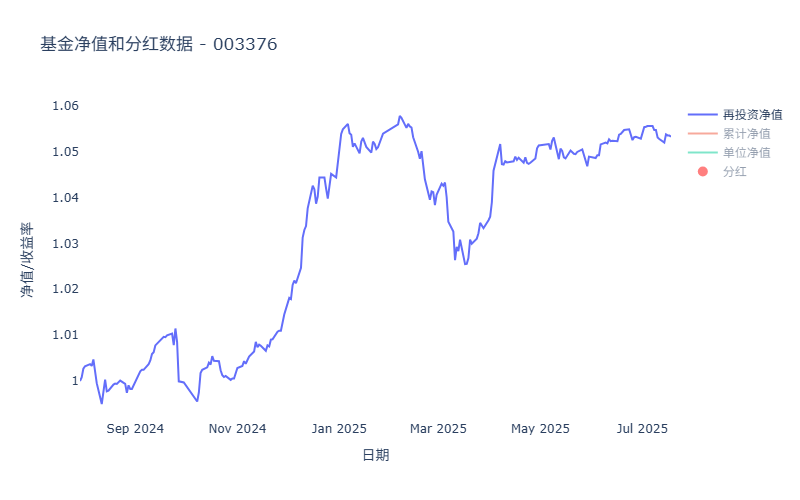 基金净值和分红数据 - 003376
1.06
1.05
1.04
1.03
1.02
1.01
1
净值/收益率
Sep 2024
Nov 2024
Jan 2025
Mar 2025
May 2025
Jul 2025
日期
再投资净值
累计净值
单位净值
分红